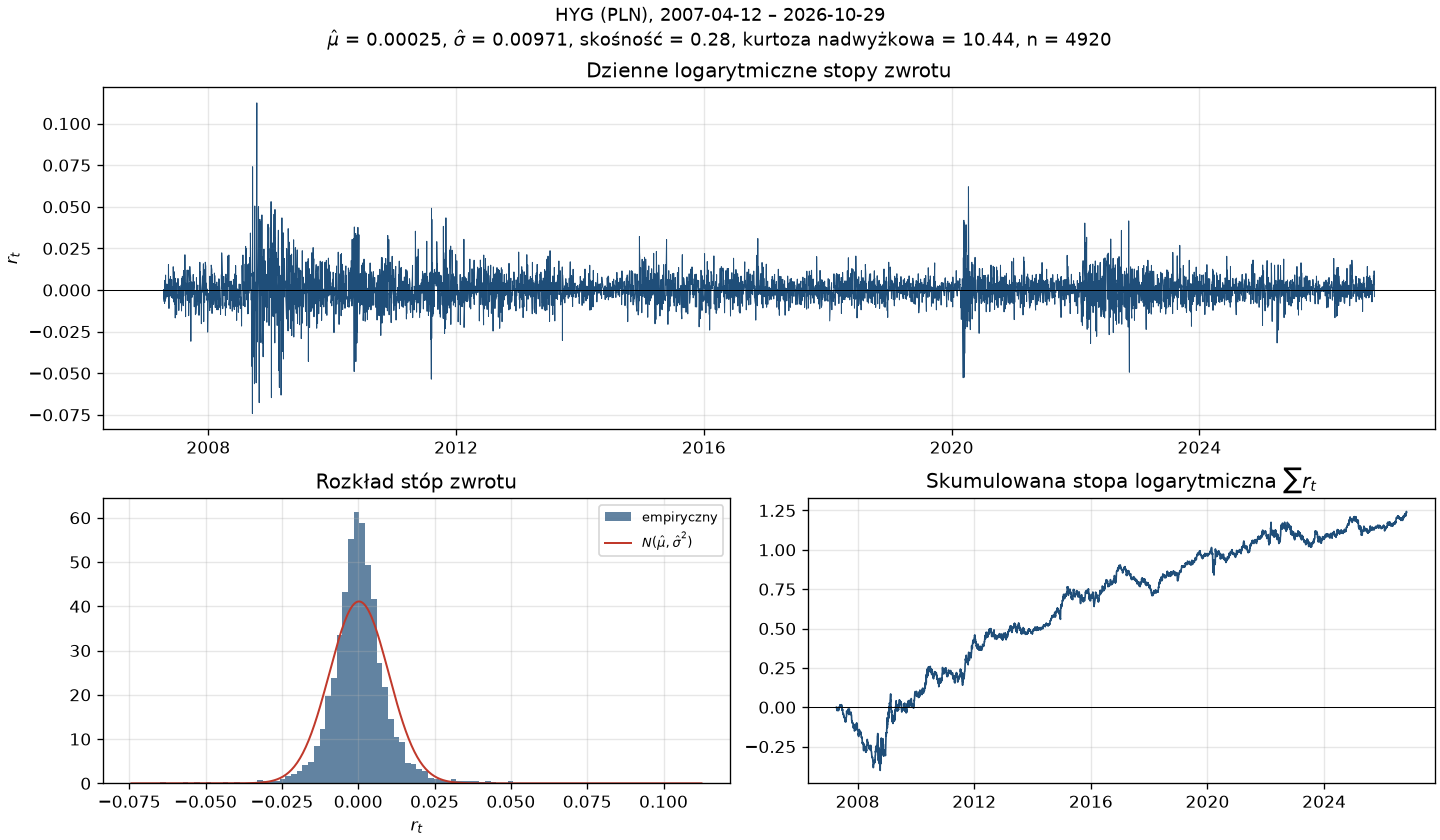 HYG (PLN), 2007-04-12 – 2026-10-29
μ̂ = 0.00025, σ̂ = 0.00971, skośność = 0.28, kurtoza nadwyżkowa = 10.44, n = 4920
Dzienne logarytmiczne stopy zwrotu
0.100
0.075
0.050
0.025
0.000
−0.025
−0.050
−0.075
r_t
2008 2012 2016 2020 2024
Rozkład stóp zwrotu
60
50
40
30
20
10
0
empiryczny
N(μ̂, σ̂²)
−0.075 −0.050 −0.025 0.000 0.025 0.050 0.075 0.100
r_t
Skumulowana stopa logarytmiczna ∑r_t
1.25
1.00
0.75
0.50
0.25
0.00
−0.25
2008 2012 2016 2020 2024